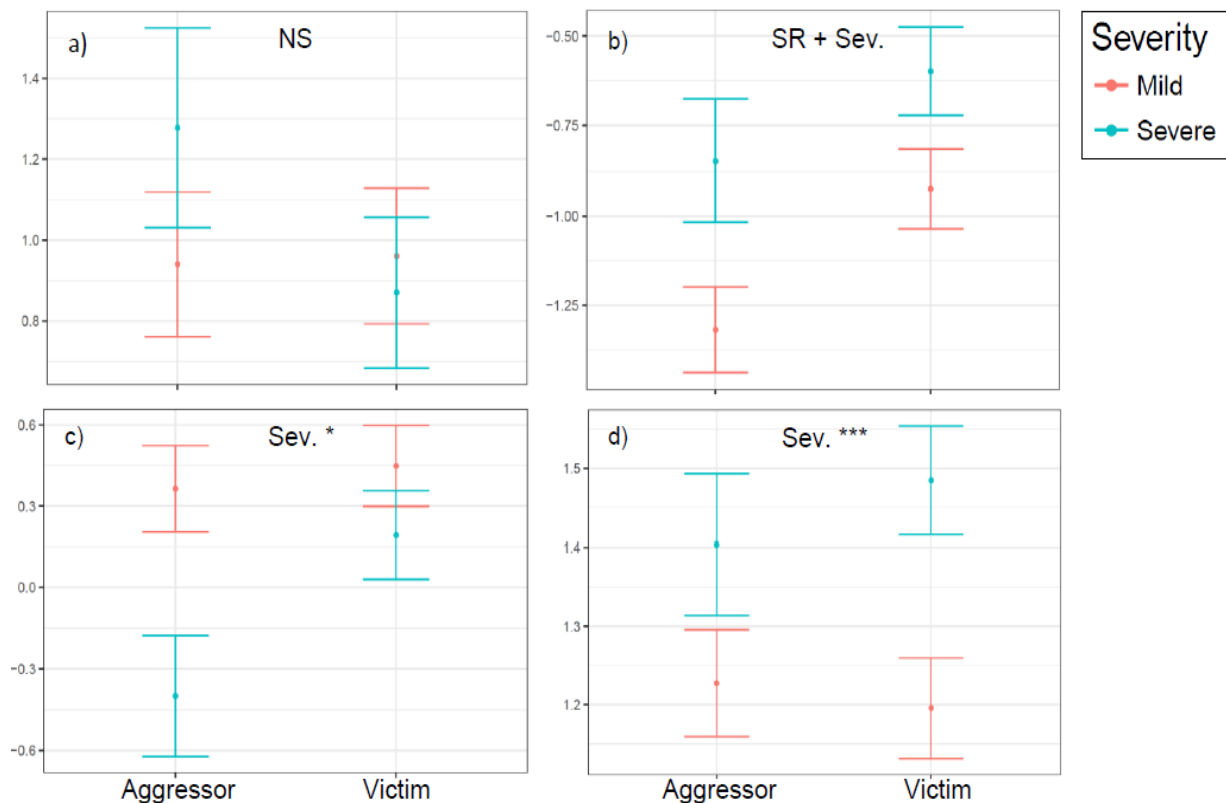 a)
NS
1.4
1.2
1.0
0.8
b)
SR + Sev.
−0.50
−0.75
−1.00
−1.25
Severity
Mild
Severe
c)
Sev. *
0.6
0.3
0.0
−0.3
−0.6
Aggressor
Victim
d)
Sev. ***
1.5
1.4
1.3
1.2
Aggressor
Victim